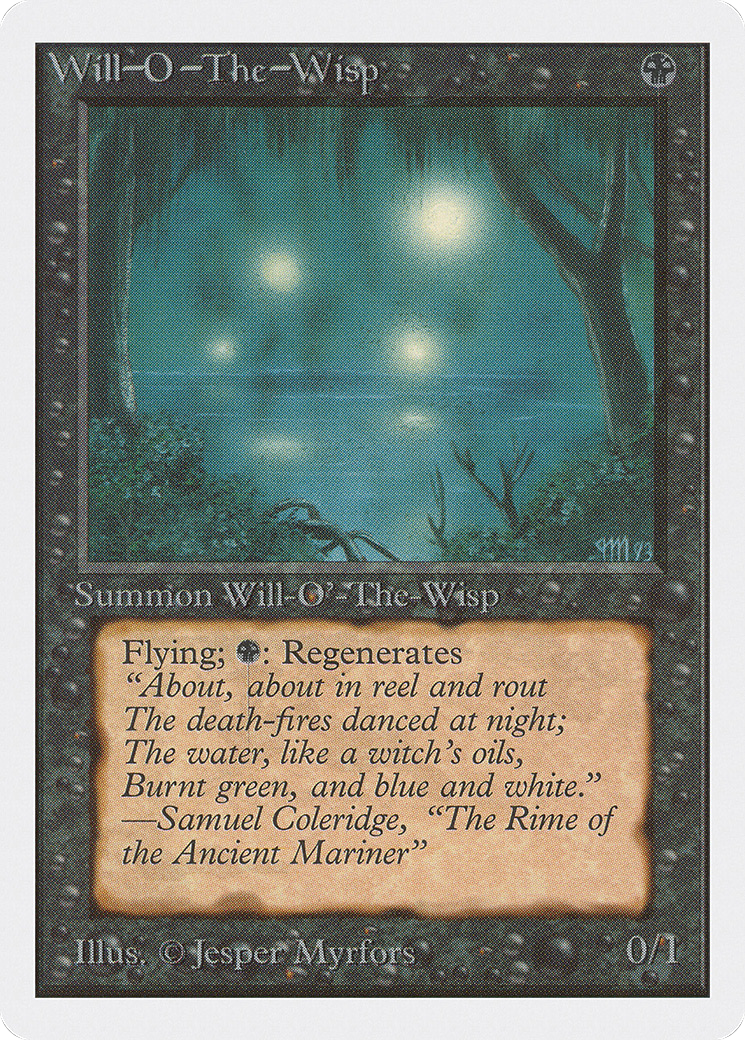 Will-O-The-Wisp
JM 93
Summon Will-O'-The-Wisp
Flying; : Regenerates
“About, about in reel and rout
The death-fires danced at night;
The water, like a witch's oils,
Burnt green, and blue and white.”
—Samuel Coleridge, “The Rime of
the Ancient Mariner”
Illus. © Jesper Myrfors
0/1